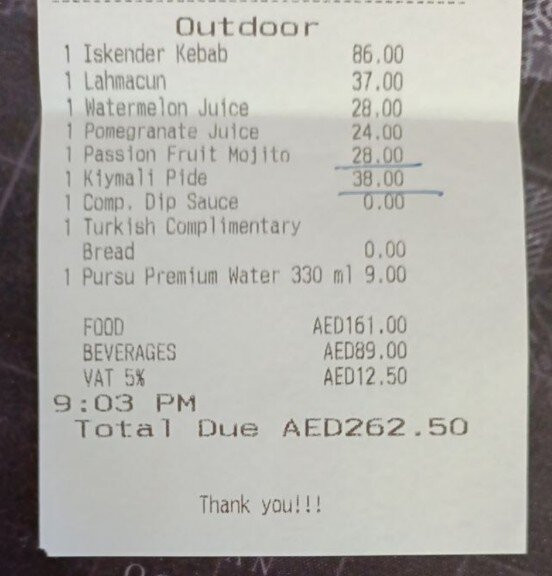 Outdoor
1 Iskender Kebab 86.00
1 Lahmacun 37.00
1 Watermelon Juice 28.00
1 Pomegranate Juice 24.00
1 Passion Fruit Mojito 28.00
1 Kiymali Pide 38.00
1 Comp. Dip Sauce 0.00
1 Turkish Complimentary
Bread 0.00
1 Pursu Premium Water 330 ml 9.00
FOOD AED161.00
BEVERAGES AED89.00
VAT 5% AED12.50
9:03 PM
Total Due AED262.50
Thank you!!!